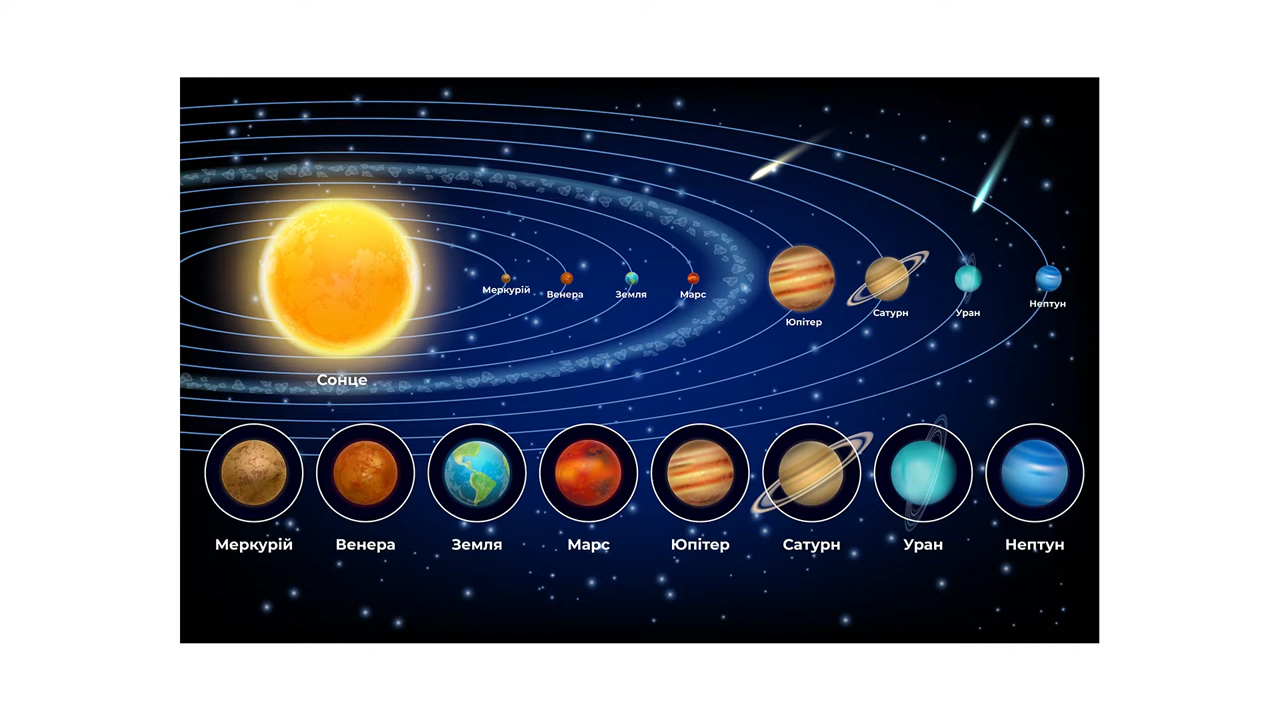 Меркурій
Венера
Земля
Марс
Юпітер
Сатурн
Уран
Нептун
Сонце
Меркурій
Венера
Земля
Марс
Юпітер
Сатурн
Уран
Нептун